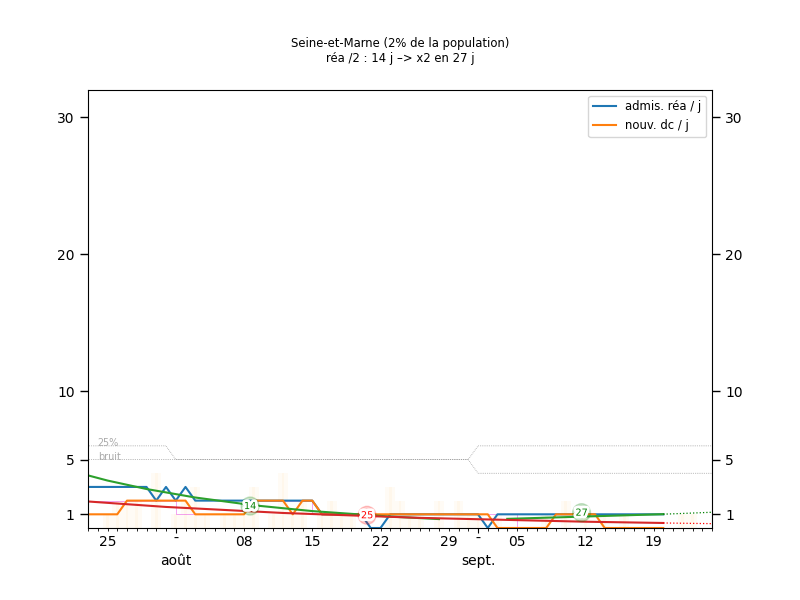 Seine-et-Marne (2% de la population)
réa /2 : 14 j –> x2 en 27 j
admis. réa / j
nouv. dc / j
30 30
20 20
10 10
25%
5 bruit 5
1 14 25 27 1
25 - 08 15 22 29 - 05 12 19
août sept.